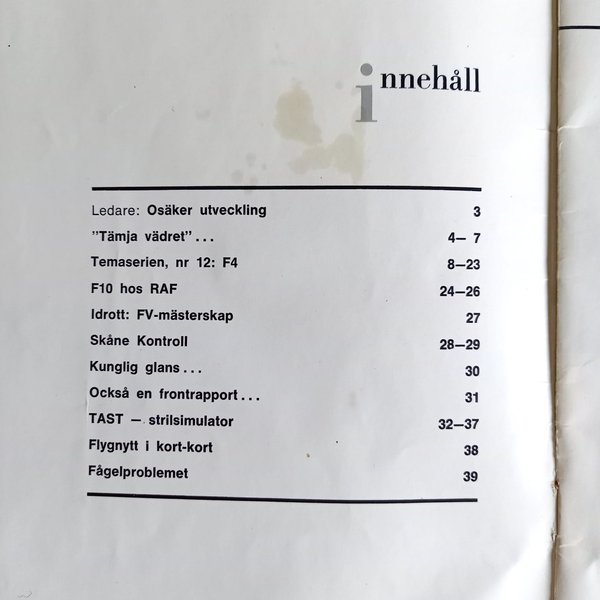 innehåll
Ledare: Osäker utveckling 3
”Tämja vädret”... 4— 7
Temaserien, nr 12: F4 8—23
F10 hos RAF 24—26
Idrott: FV-mästerskap 27
Skåne Kontroll 28—29
Kunglig glans... 30
Också en frontrapport... 31
TAST — strilsimulator 32—37
Flygnytt i kort-kort 38
Fågelproblemet 39